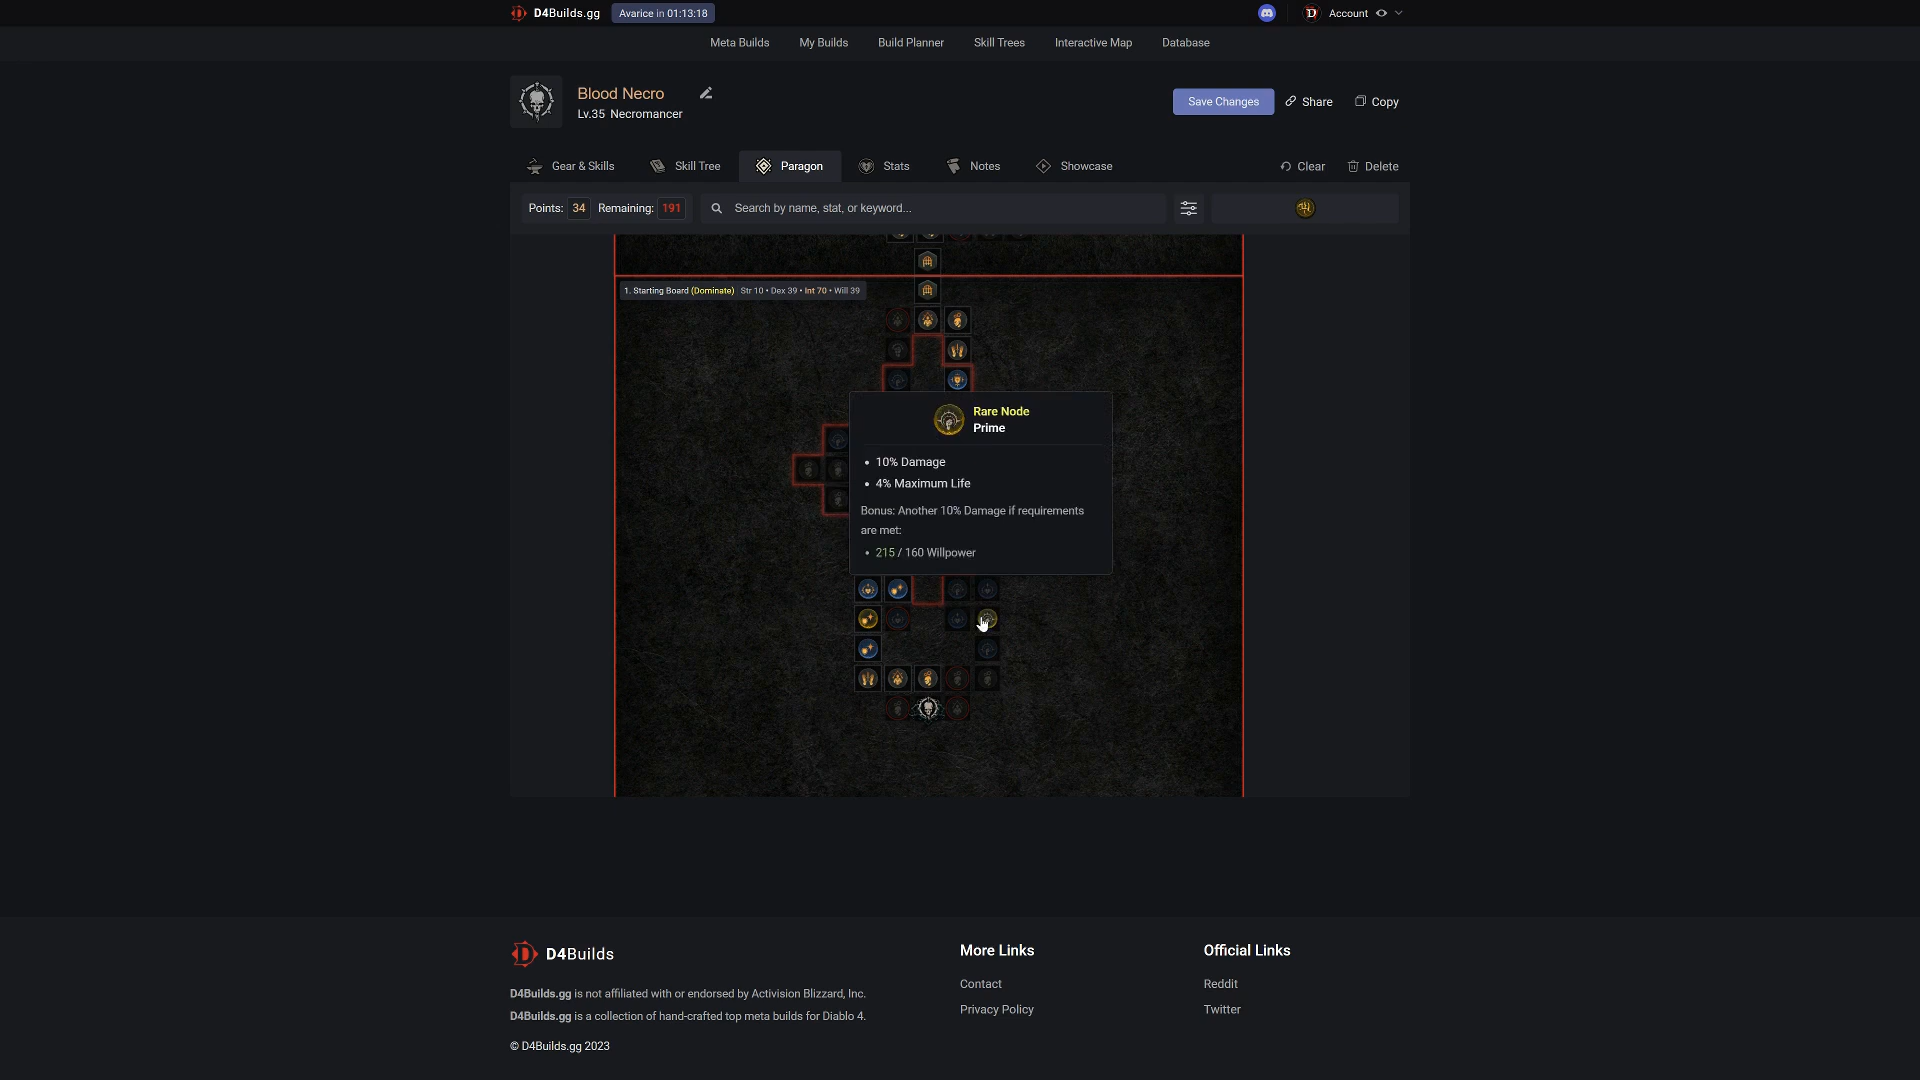 D4Builds.gg
Avarice in 01:13:18
Account
Meta Builds
My Builds
Build Planner
Skill Trees
Interactive Map
Database
Blood Necro
Lv.35 Necromancer
Save Changes
Share
Copy
Gear & Skills
Skill Tree
Paragon
Stats
Notes
Showcase
Clear
Delete
Points: 34 Remaining: 191
Search by name, stat, or keyword...
1. Starting Board (Dominate) Str 10 • Dex 39 • Int 70 • Will 39
Rare Node
Prime
• 10% Damage
• 4% Maximum Life
Bonus: Another 10% Damage if requirements
are met:
• 215 / 160 Willpower
D4Builds
More Links
Official Links
D4Builds.gg is not affiliated with or endorsed by Activision Blizzard, Inc.
Contact
Reddit
D4Builds.gg is a collection of hand-crafted top meta builds for Diablo 4.
Privacy Policy
Twitter
© D4Builds.gg 2023